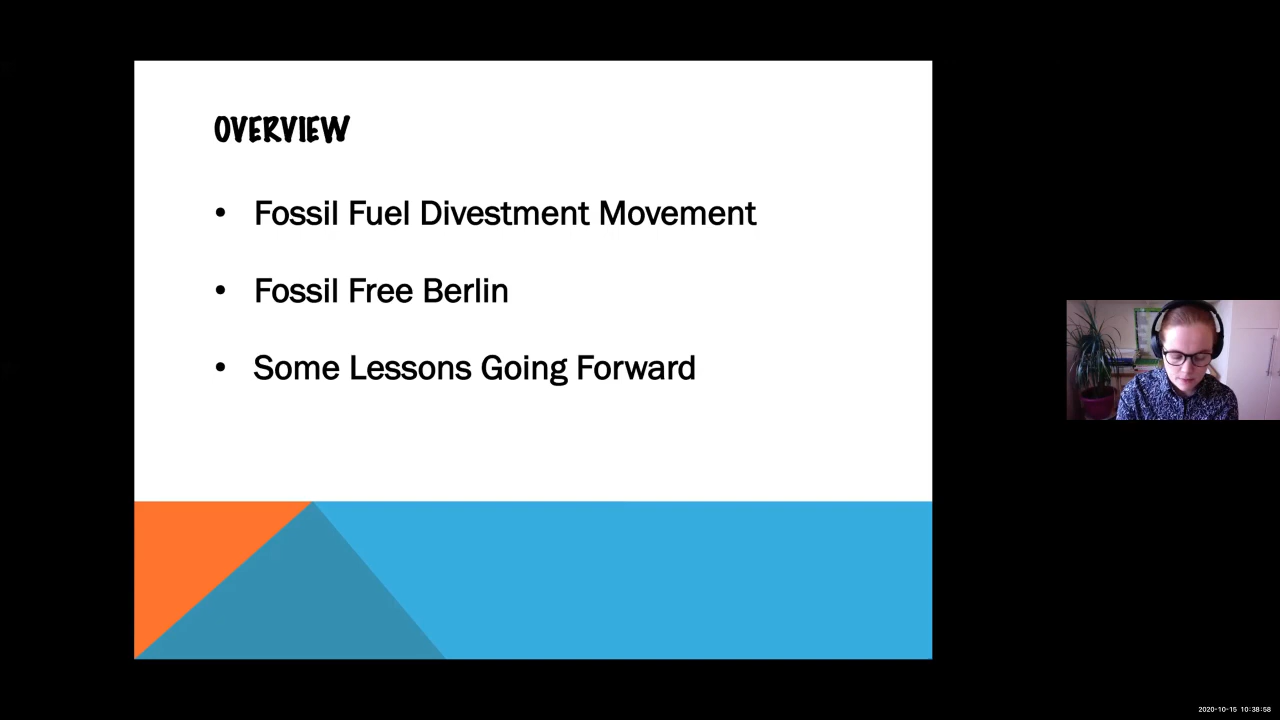 OVERVIEW
• Fossil Fuel Divestment Movement
• Fossil Free Berlin
• Some Lessons Going Forward
2020-10-15 10:38:58